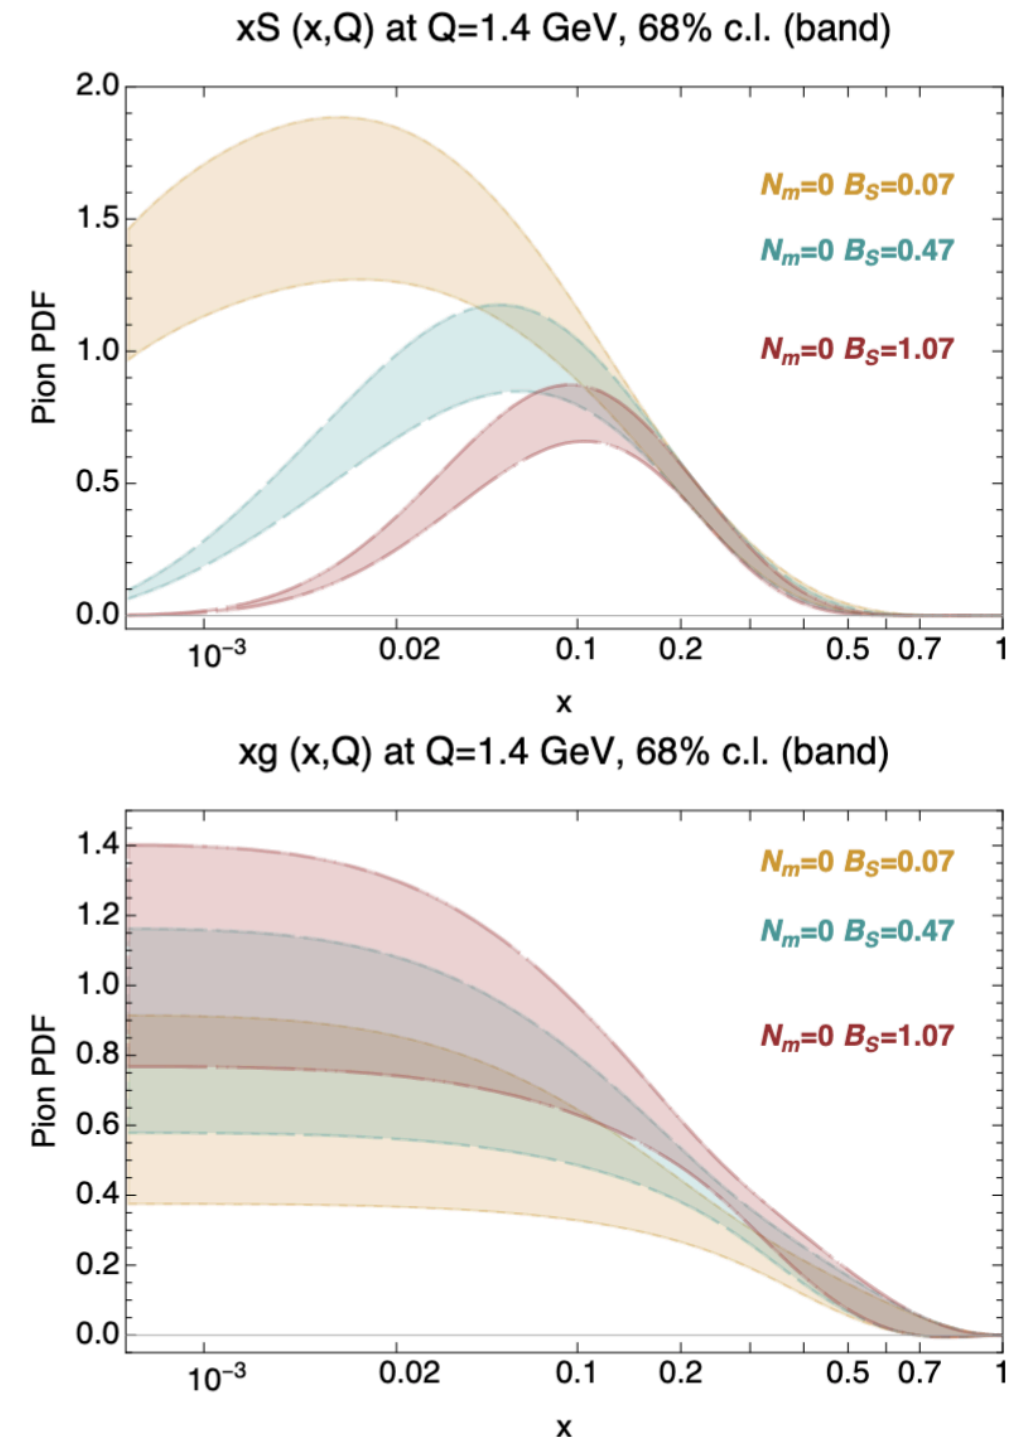 xS (x,Q) at Q=1.4 GeV, 68% c.l. (band)
2.0
1.5
1.0
0.5
0.0
Pion PDF
N_m=0 B_S=0.07
N_m=0 B_S=0.47
N_m=0 B_S=1.07
10⁻³ 0.02 0.1 0.2 0.5 0.7 1
x
xg (x,Q) at Q=1.4 GeV, 68% c.l. (band)
1.4
1.2
1.0
0.8
0.6
0.4
0.2
0.0
Pion PDF
N_m=0 B_S=0.07
N_m=0 B_S=0.47
N_m=0 B_S=1.07
10⁻³ 0.02 0.1 0.2 0.5 0.7 1
x